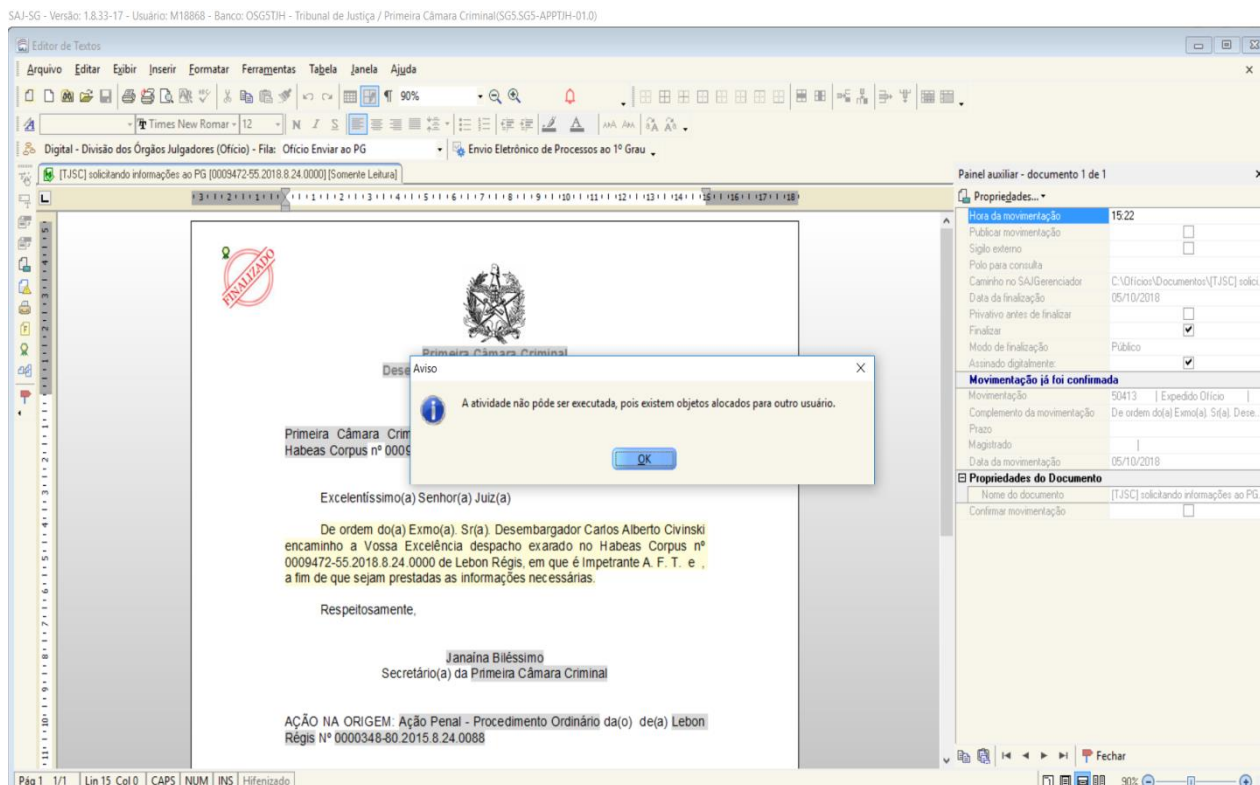 SAJ-SG - Versão: 1.8.33-17 - Usuário: M18868 - Banco: OSG5TJH - Tribunal de Justiça / Primeira Câmara Criminal(SG5.SG5-APPTJH-01.0)
Editor de Textos
Arquivo Editar Exibir Inserir Formatar Ferramentas Tabela Janela Ajuda
90%
Times New Romar 12 N I S
Digital - Divisão dos Órgãos Julgadores (Ofício) - Fila: Ofício Enviar ao PG Envio Eletrônico de Processos ao 1º Grau
[TJSC] solicitando informações ao PG [0009472-55.2018.8.24.0000] [Somente Leitura]
FINALIZADO
Primeira Câmara Criminal
Dese
Primeira Câmara Crim
Habeas Corpus nº 0009
Excelentíssimo(a) Senhor(a) Juiz(a)
De ordem do(a) Exmo(a). Sr(a). Desembargador Carlos Alberto Civinski
encaminho a Vossa Excelência despacho exarado no Habeas Corpus nº
0009472-55.2018.8.24.0000 de Lebon Régis, em que é Impetrante A. F. T. e ,
a fim de que sejam prestadas as informações necessárias.
Respeitosamente,
Janaína Biléssimo
Secretário(a) da Primeira Câmara Criminal
AÇÃO NA ORIGEM: Ação Penal - Procedimento Ordinário da(o) de(a) Lebon
Régis Nº 0000348-80.2015.8.24.0088
Aviso
A atividade não pôde ser executada, pois existem objetos alocados para outro usuário.
OK
Painel auxiliar - documento 1 de 1
Propriedades...
Hora da movimentação 15:22
Publicar movimentação
Sigilo externo
Polo para consulta
Caminho no SAJGerenciador C:\Ofícios\Documentos\[TJSC] solici.
Data da finalização 05/10/2018
Privativo antes de finalizar
Finalizar
Modo de finalização Público
Assinado digitalmente:
Movimentação já foi confirmada
Movimentação 50413 | Expedido Ofício |
Complemento da movimentação De ordem do(a) Exmo(a). Sr(a). Dese...
Prazo
Magistrado |
Data da movimentação 05/10/2018
Propriedades do Documento
Nome do documento [TJSC] solicitando informações ao PG.
Confirmar movimentação
Fechar
Pág 1 1/1 Lin 15 Col 0 CAPS NUM INS Hifenizado 90%